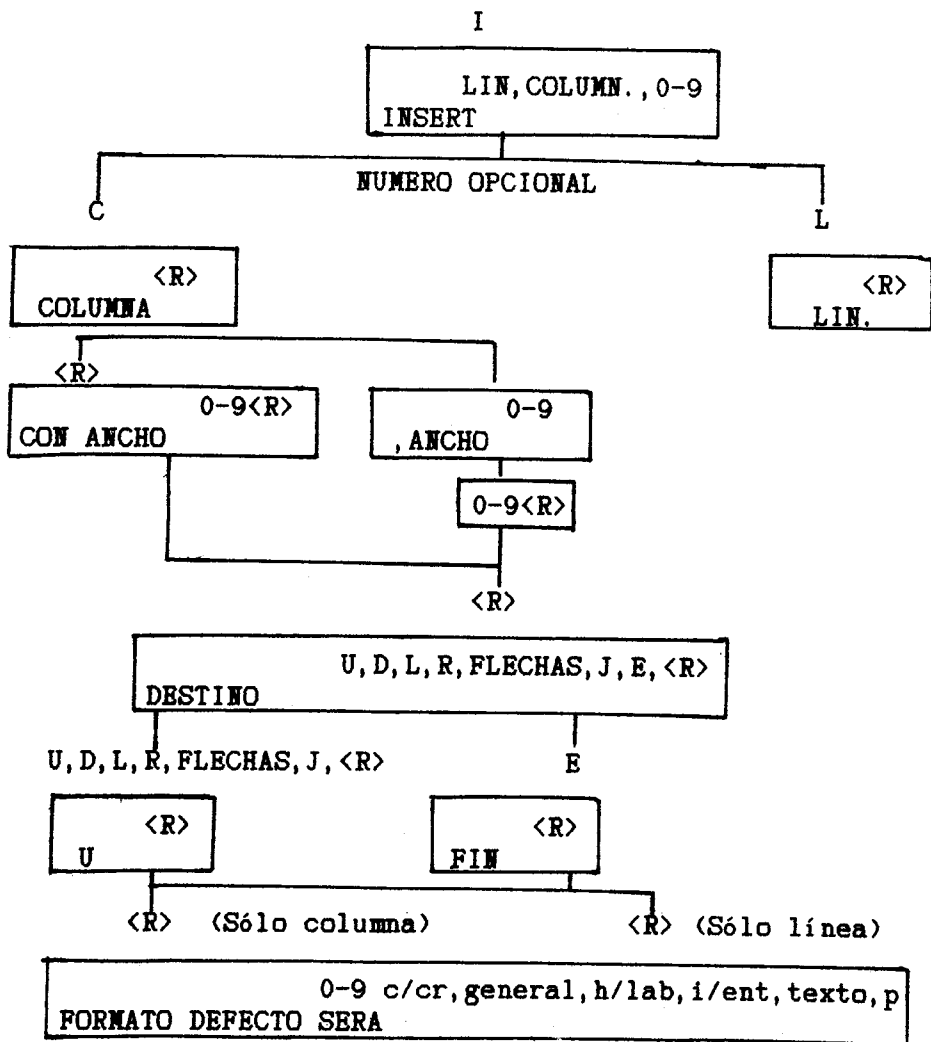 I
LIN,COLUMN.,0-9
INSERT
NUMERO OPCIONAL
C
L
<R>
COLUMNA
<R>
LIN.
<R>
0-9<R>
CON ANCHO
0-9
,ANCHO
0-9<R>
<R>
U,D,L,R,FLECHAS,J,E,<R>
DESTINO
U,D,L,R,FLECHAS,J,<R>
E
<R>
U
<R>
FIN
<R> (Sólo columna)
<R> (Sólo línea)
0-9 c/cr,general,h/lab,i/ent,texto,p
FORMATO DEFECTO SERA